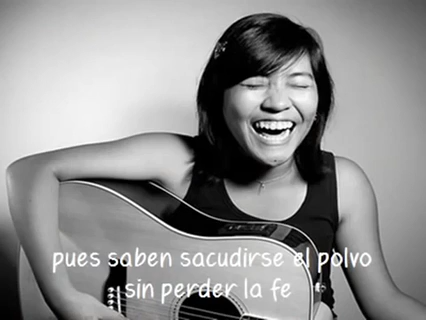 pues saben sacudirse el polvo
sin perder la fe